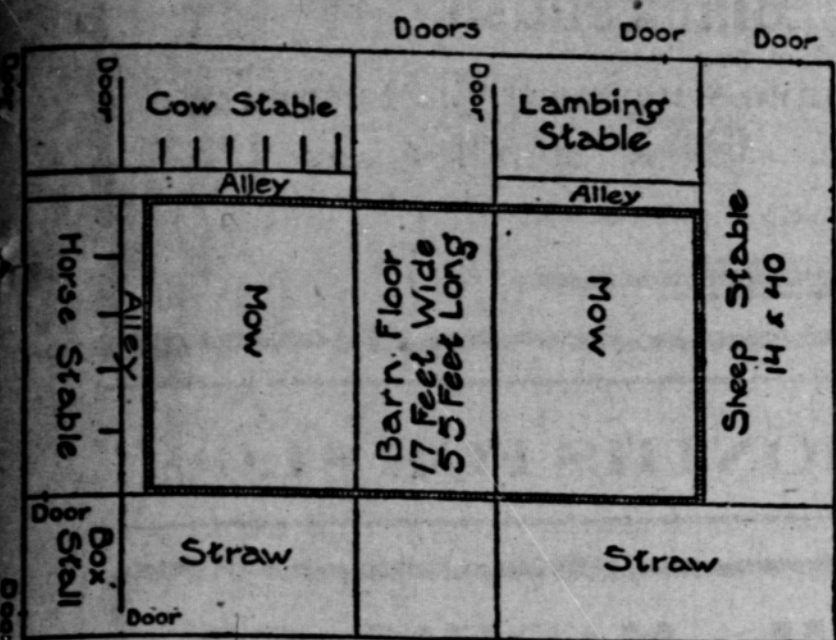 Doors
Door
Door
Door
Door
Cow Stable
Door
Lambing
Stable
Alley
Alley
Horse Stable
Alley
Mow
Barn Floor
17 Feet Wide
55 Feet Long
Mow
Sheep Stable
14 x 40
Door
Box
Stall
Straw
Straw
Door